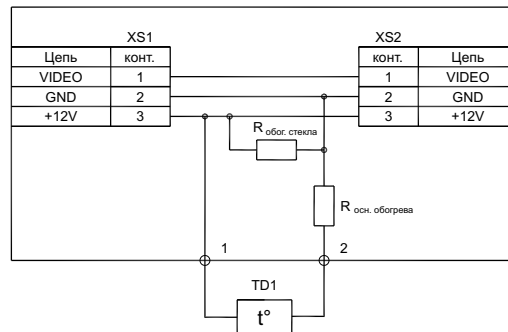 XS1 XS2
Цепь конт. конт. Цепь
VIDEO 1 1 VIDEO
GND 2 2 GND
+12V 3 3 +12V
R обог. стекла
R осн. обогрева
1 2
TD1
t°